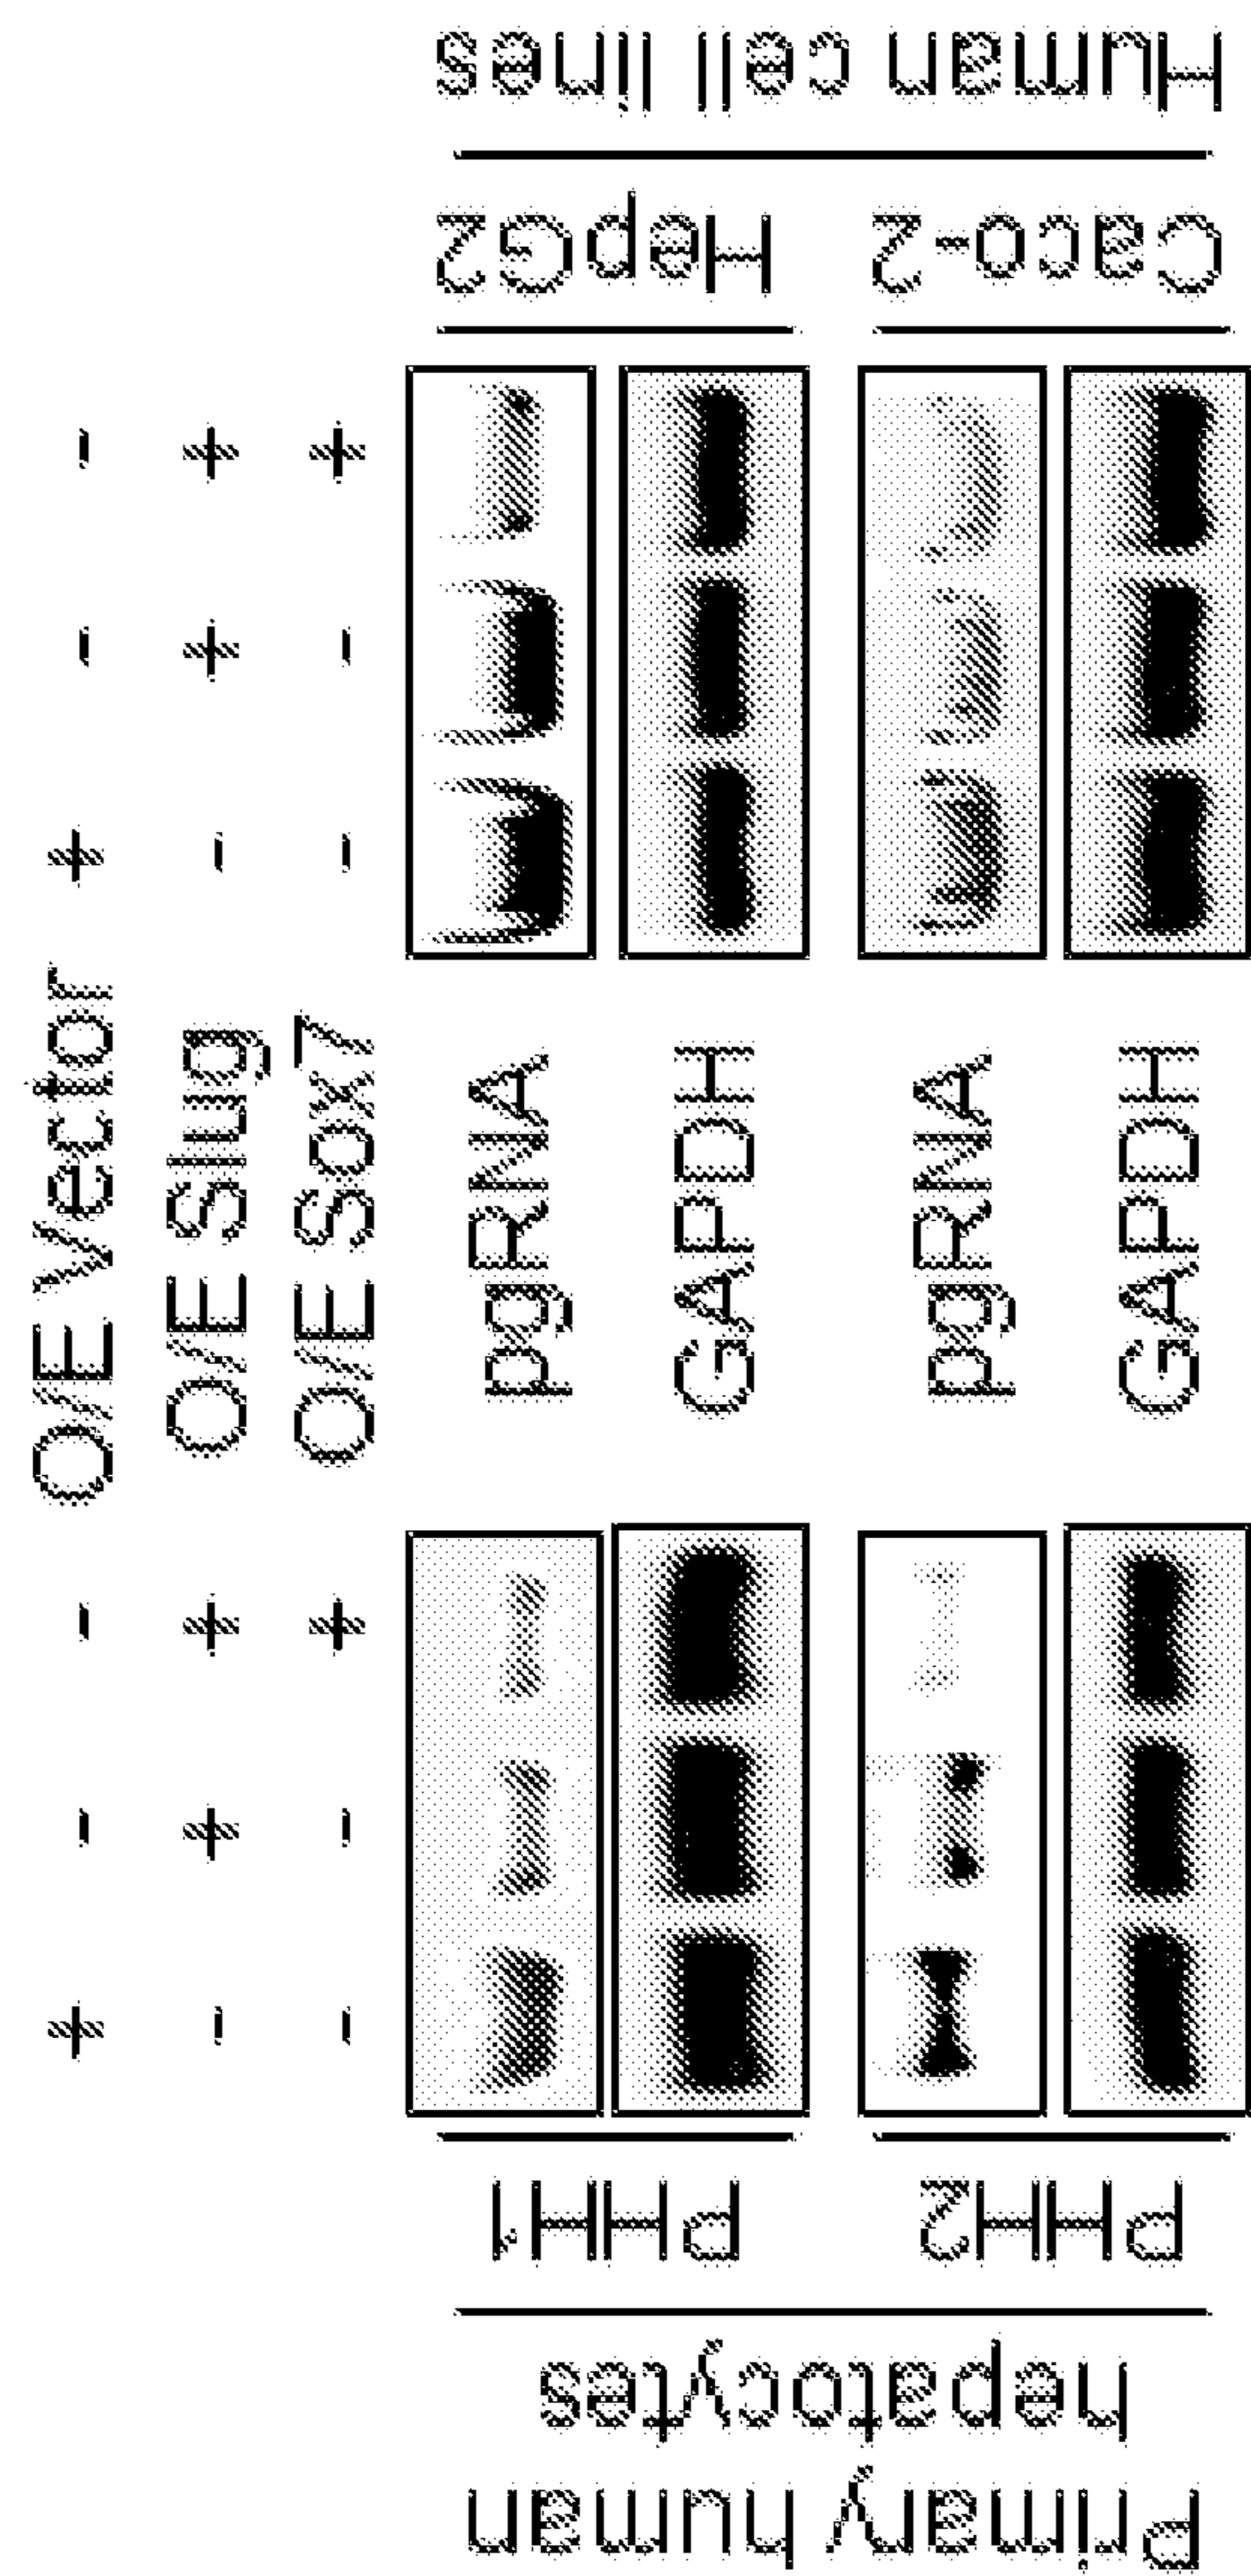 + - - O/E Vector + - -
- + + O/E Slug - + +
- - + O/E Sox7 - - +
Primary human
hepatocytes
PHH1
PHH2
pgRNA
GAPDH
pgRNA
GAPDH
HepG2
Caco-2
Human cell lines